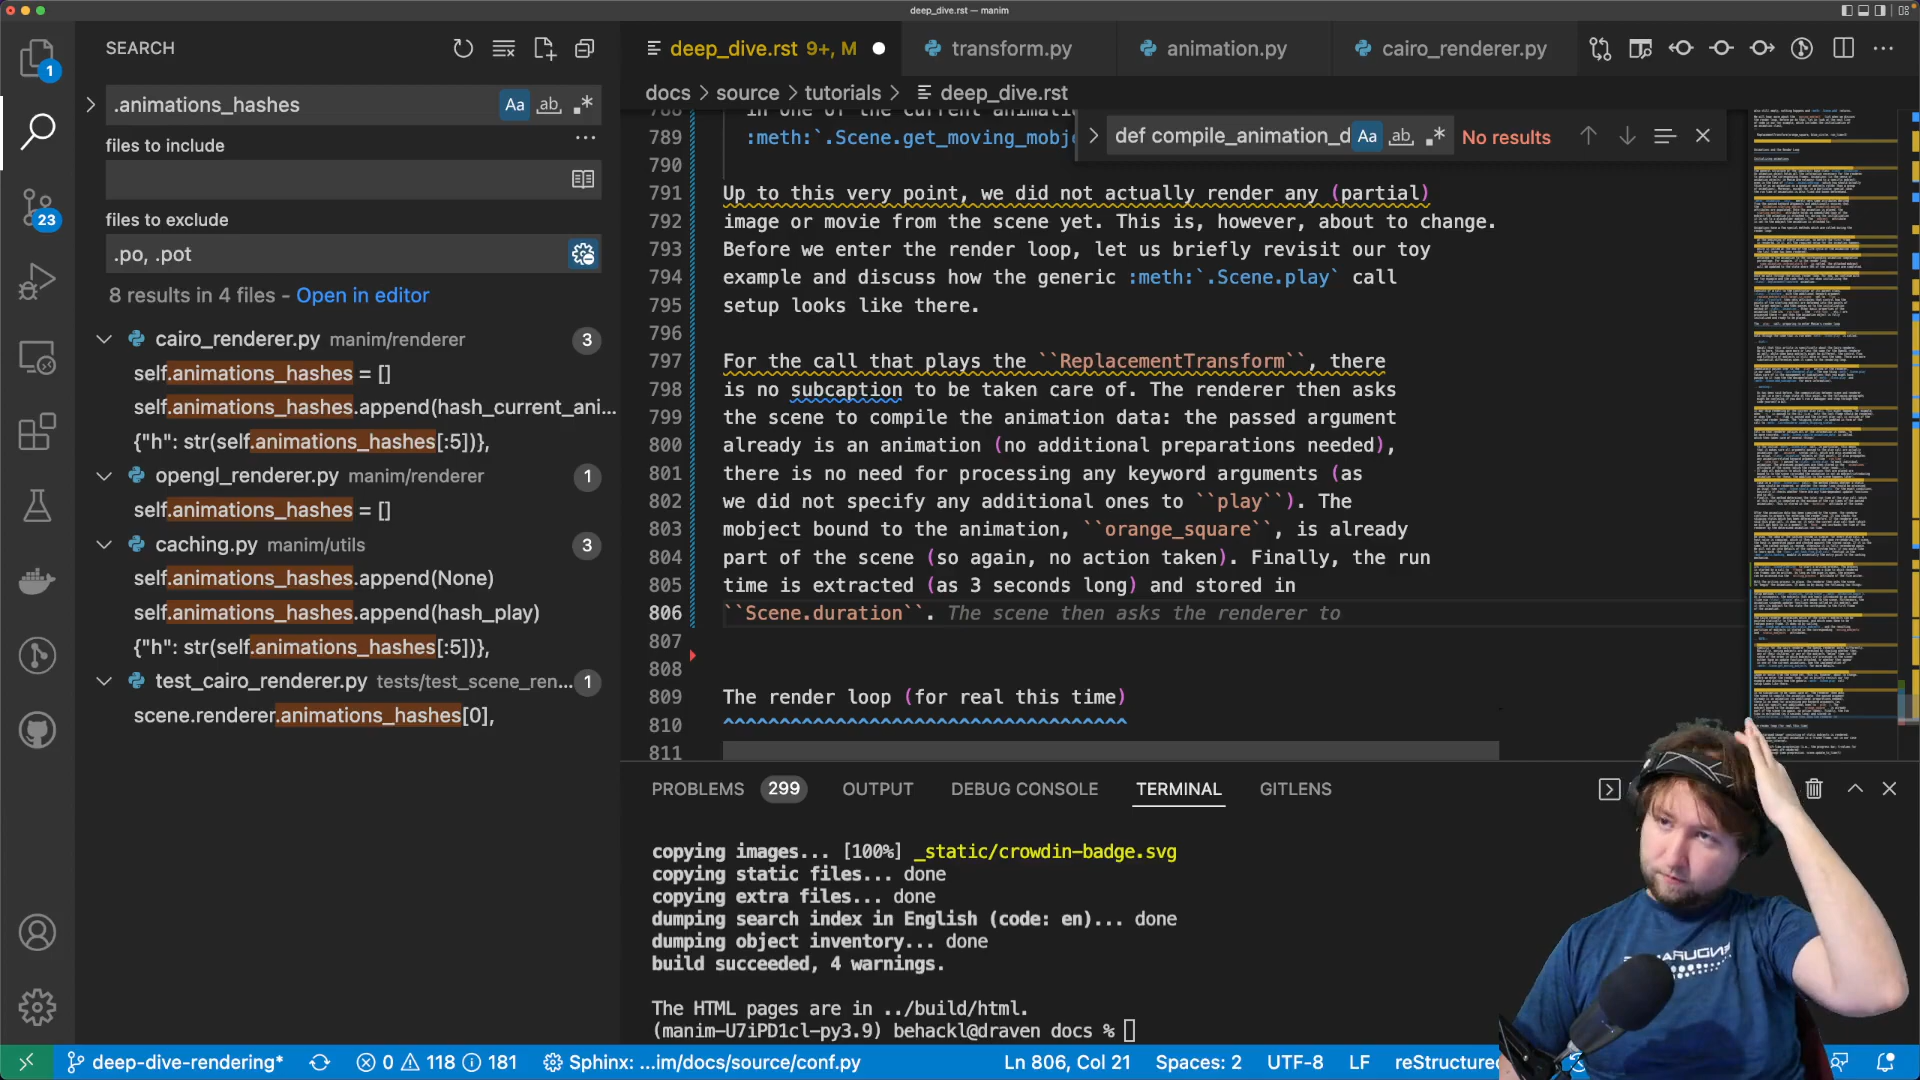 deep_dive.rst — manim
SEARCH
.animations_hashes
Aa
ab
files to include
files to exclude
.po, .pot
8 results in 4 files - Open in editor
cairo_renderer.py manim/renderer 3
self.animations_hashes = []
self.animations_hashes.append(hash_current_ani...
{"h": str(self.animations_hashes[:5])},
opengl_renderer.py manim/renderer 1
self.animations_hashes = []
caching.py manim/utils 3
self.animations_hashes.append(None)
self.animations_hashes.append(hash_play)
{"h": str(self.animations_hashes[:5])},
test_cairo_renderer.py tests/test_scene_ren... 1
scene.renderer.animations_hashes[0],
1
23
deep_dive.rst 9+, M
transform.py
animation.py
cairo_renderer.py
docs > source > tutorials > deep_dive.rst
def compile_animation_d
Aa
ab
No results
789 :meth:`.Scene.get_moving_mobj
790
791 Up to this very point, we did not actually render any (partial)
792 image or movie from the scene yet. This is, however, about to change.
793 Before we enter the render loop, let us briefly revisit our toy
794 example and discuss how the generic :meth:`.Scene.play` call
795 setup looks like there.
796
797 For the call that plays the ``ReplacementTransform``, there
798 is no subcaption to be taken care of. The renderer then asks
799 the scene to compile the animation data: the passed argument
800 already is an animation (no additional preparations needed),
801 there is no need for processing any keyword arguments (as
802 we did not specify any additional ones to ``play``). The
803 mobject bound to the animation, ``orange_square``, is already
804 part of the scene (so again, no action taken). Finally, the run
805 time is extracted (as 3 seconds long) and stored in
806 ``Scene.duration``. The scene then asks the renderer to
807
808
809 The render loop (for real this time)
810 ^^^^^^^^^^^^^^^^^^^^^^^^^^^^^^^^^^^^
811
PROBLEMS 299 OUTPUT DEBUG CONSOLE TERMINAL GITLENS
copying images... [100%] _static/crowdin-badge.svg
copying static files... done
copying extra files... done
dumping search index in English (code: en)... done
dumping object inventory... done
build succeeded, 4 warnings.
The HTML pages are in ../build/html.
(manim-U7iPD1cl-py3.9) behackl@draven docs %
deep-dive-rendering* 0 118 181 Sphinx: ...im/docs/source/conf.py Ln 806, Col 21 Spaces: 2 UTF-8 LF reStructure